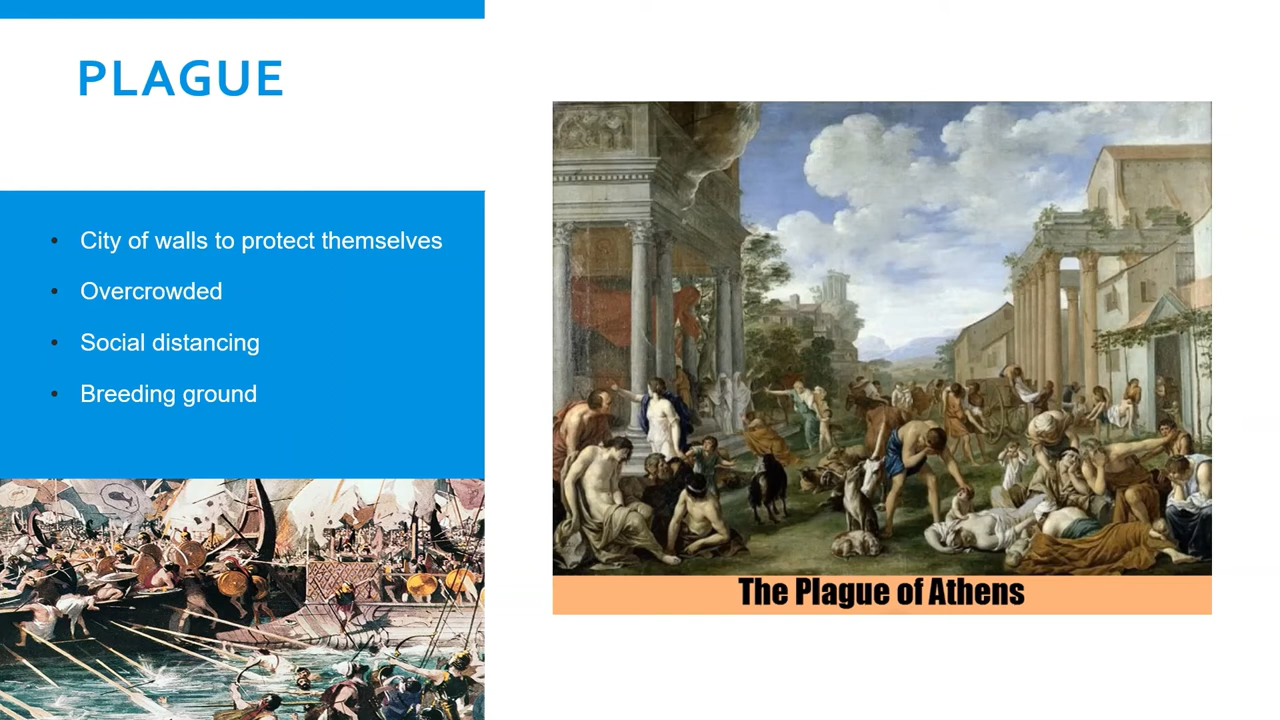 PLAGUE
• City of walls to protect themselves
• Overcrowded
• Social distancing
• Breeding ground
The Plague of Athens